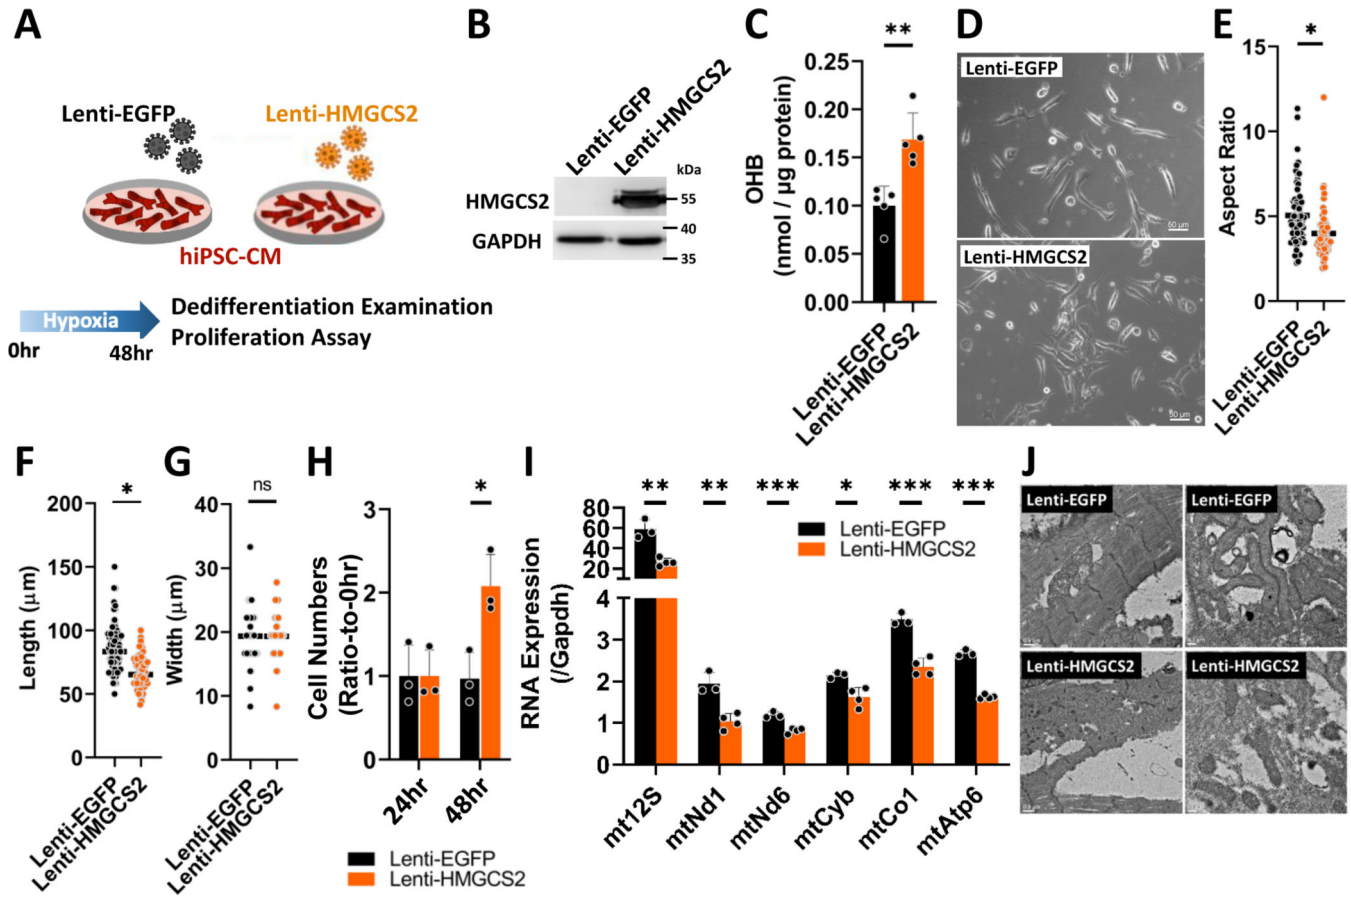 A
Lenti-EGFP
Lenti-HMGCS2
hiPSC-CM
Hypoxia
0hr
48hr
Dedifferentiation Examination
Proliferation Assay
B
Lenti-EGFP
Lenti-HMGCS2
kDa
HMGCS2
55
GAPDH
40
35
C
**
OHB
(nmol / µg protein)
0.25
0.20
0.15
0.10
0.05
0.00
Lenti-EGFP
Lenti-HMGCS2
D
Lenti-EGFP
50 µm
Lenti-HMGCS2
50 µm
E
*
Aspect Ratio
15
10
5
0
Lenti-EGFP
Lenti-HMGCS2
F
*
Length (µm)
200
150
100
50
0
Lenti-EGFP
Lenti-HMGCS2
G
ns
Width (µm)
40
30
20
10
0
Lenti-EGFP
Lenti-HMGCS2
H
*
Cell Numbers
(Ratio-to-0hr)
3
2
1
0
24hr
48hr
Lenti-EGFP
Lenti-HMGCS2
I
** ** *** * *** ***
RNA Expression
(/Gapdh)
80
60
40
20
4
3
2
1
0
Lenti-EGFP
Lenti-HMGCS2
mt12S
mtNd1
mtNd6
mtCyb
mtCo1
mtAtp6
J
Lenti-EGFP
Lenti-EGFP
Lenti-HMGCS2
Lenti-HMGCS2